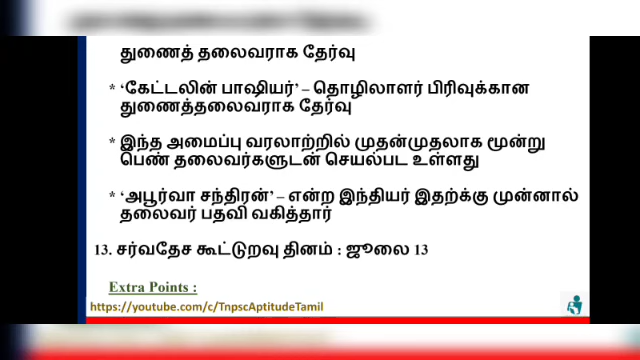 துணைத் தலைவராக தேர்வு
* ‘கேட்டலின் பாஷியர்’ – தொழிலாளர் பிரிவுக்கான
துணைத்தலைவராக தேர்வு
* இந்த அமைப்பு வரலாற்றில் முதன்முதலாக மூன்று
பெண் தலைவர்களுடன் செயல்பட உள்ளது
* ‘அபூர்வா சந்திரன்’ – என்ற இந்தியர் இதற்க்கு முன்னால்
தலைவர் பதவி வகித்தார்
13. சர்வதேச கூட்டுறவு தினம் : ஜூலை 13
Extra Points :
https://youtube.com/c/TnpscAptitudeTamil